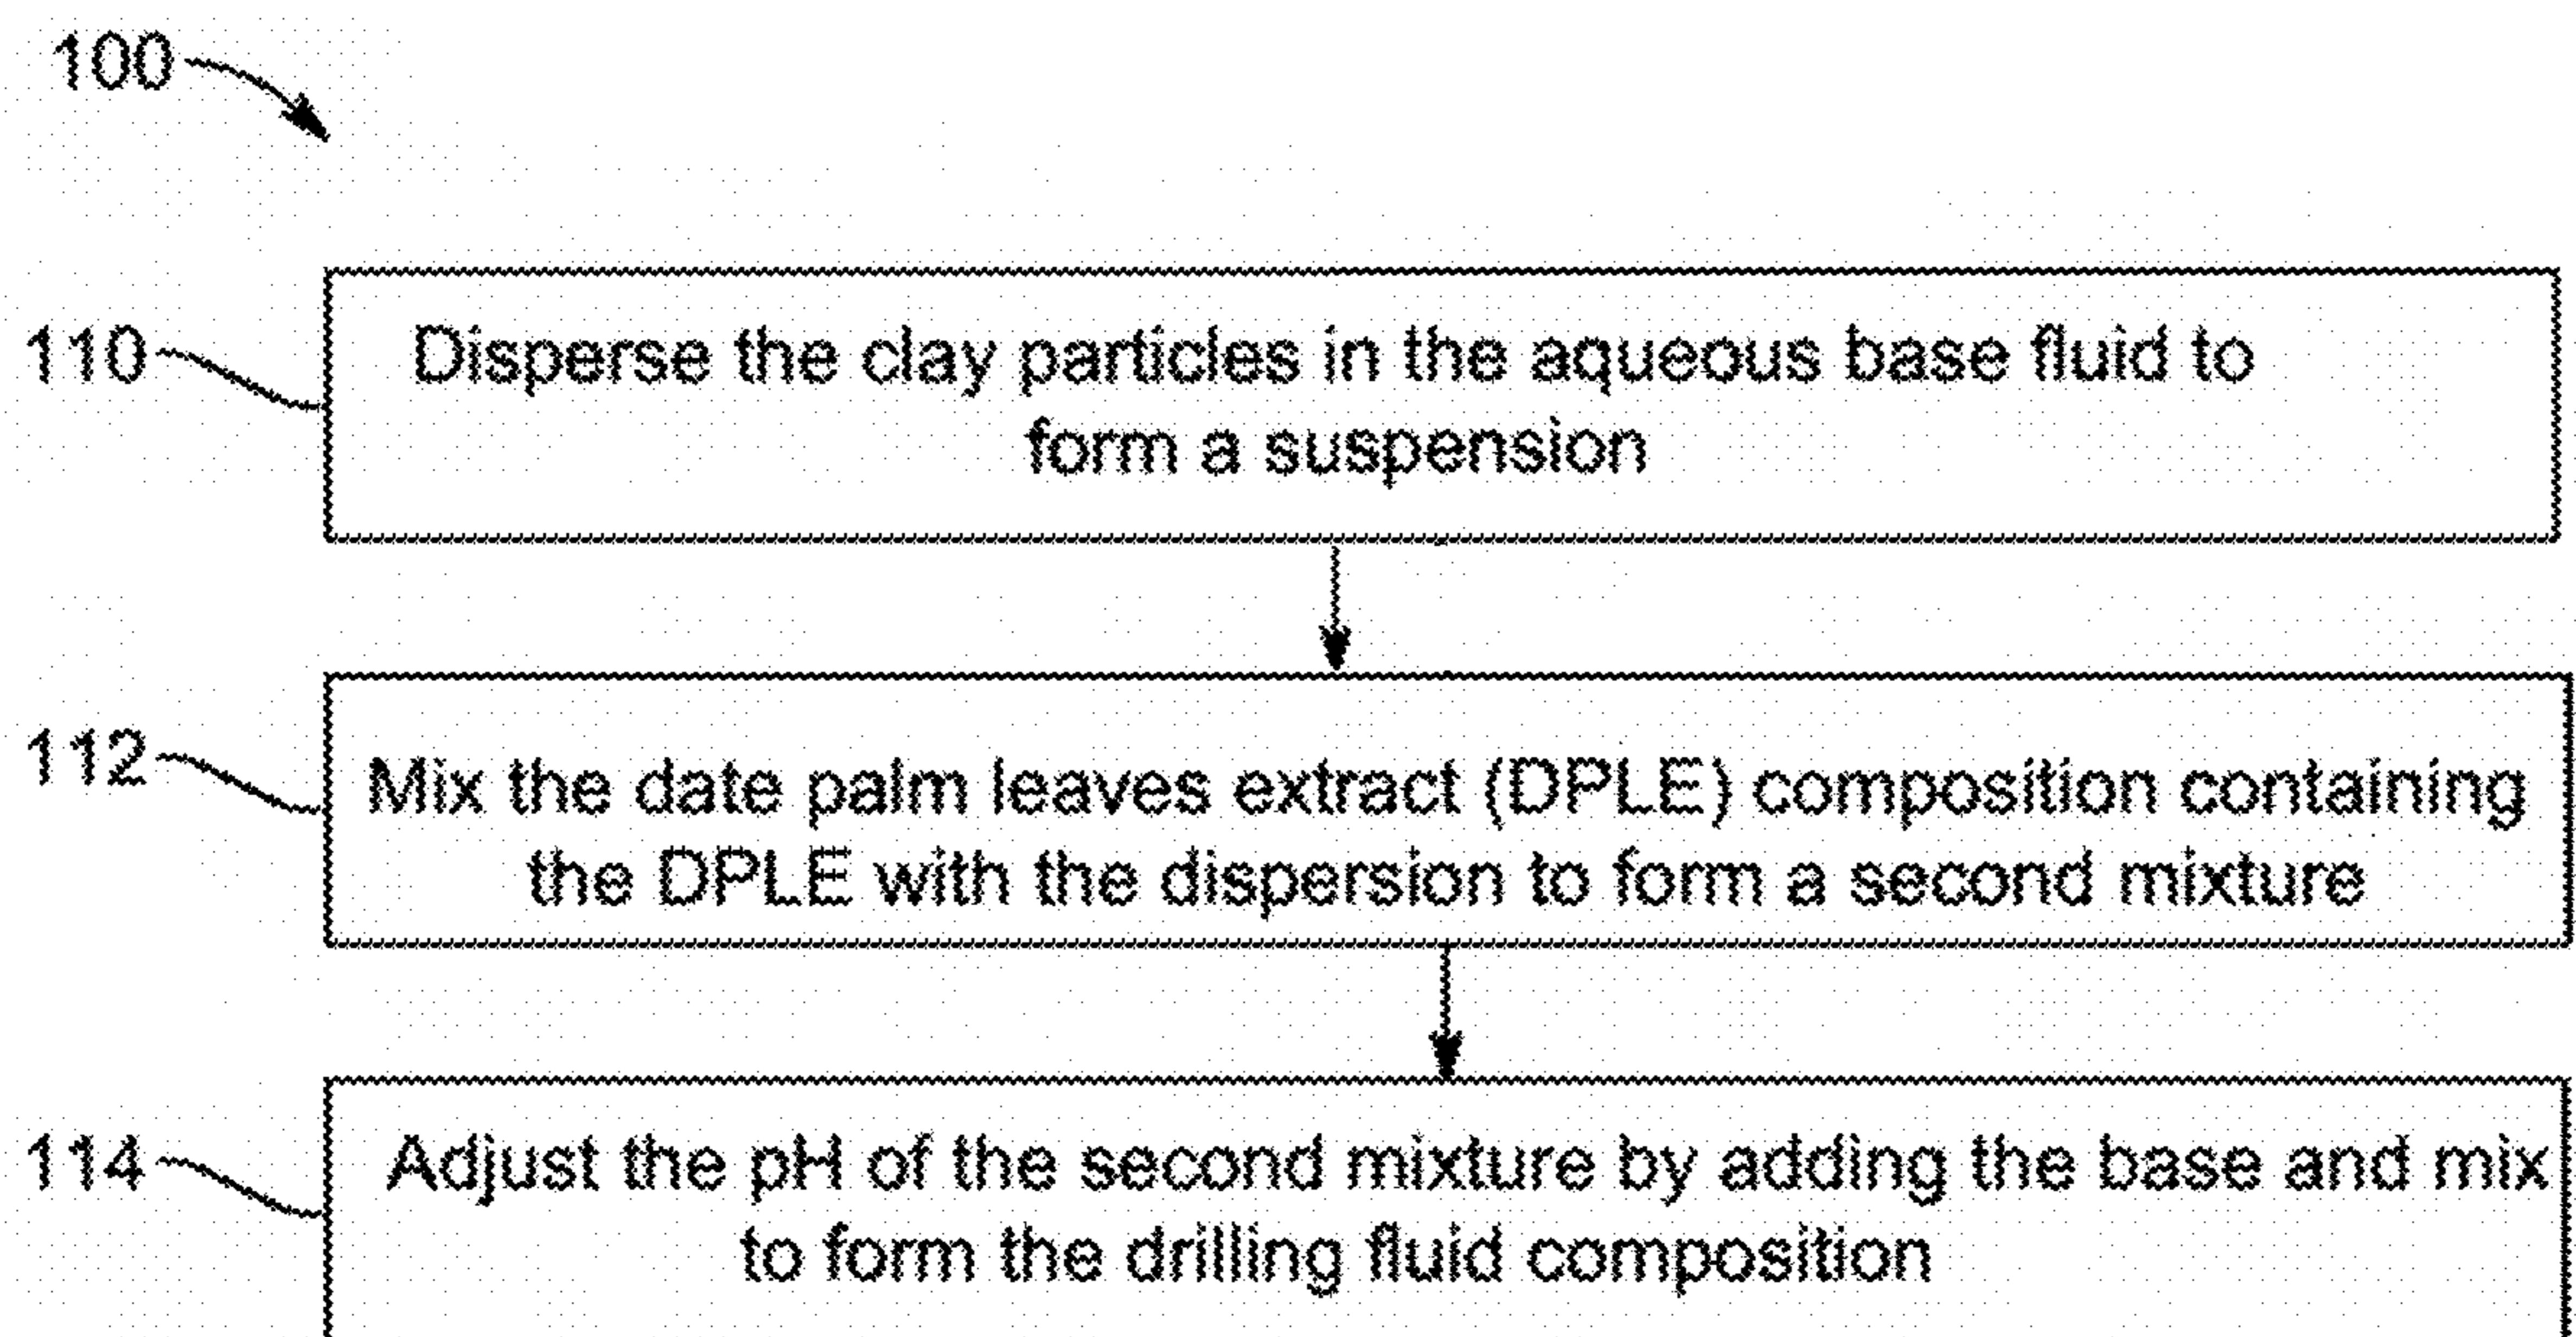 100
110
Disperse the clay particles in the aqueous base fluid to
form a suspension
112
Mix the date palm leaves extract (DPLE) composition containing
the DPLE with the dispersion to form a second mixture
114
Adjust the pH of the second mixture by adding the base and mix
to form the drilling fluid composition